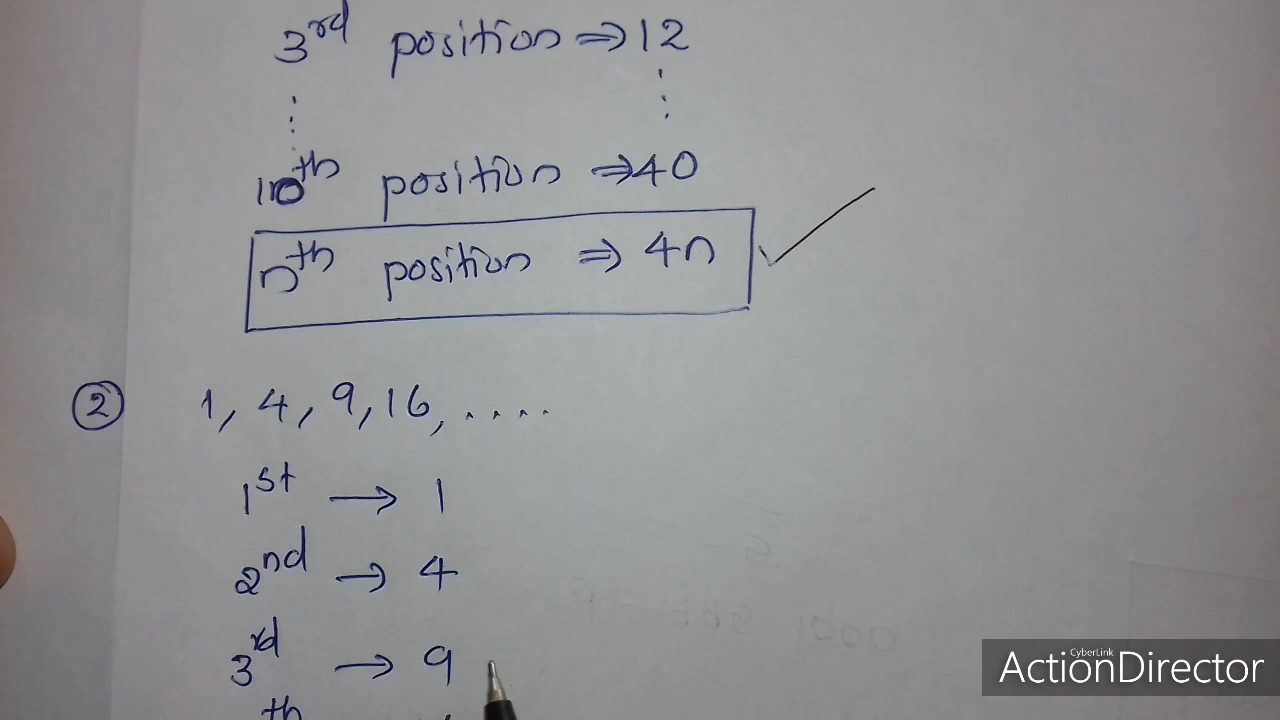 3rd position ⇒ 12
10th position ⇒ 40
nth position ⇒ 4n
② 1, 4, 9, 16, ....
1st → 1
2nd → 4
3rd → 9
th
CyberLink
ActionDirector